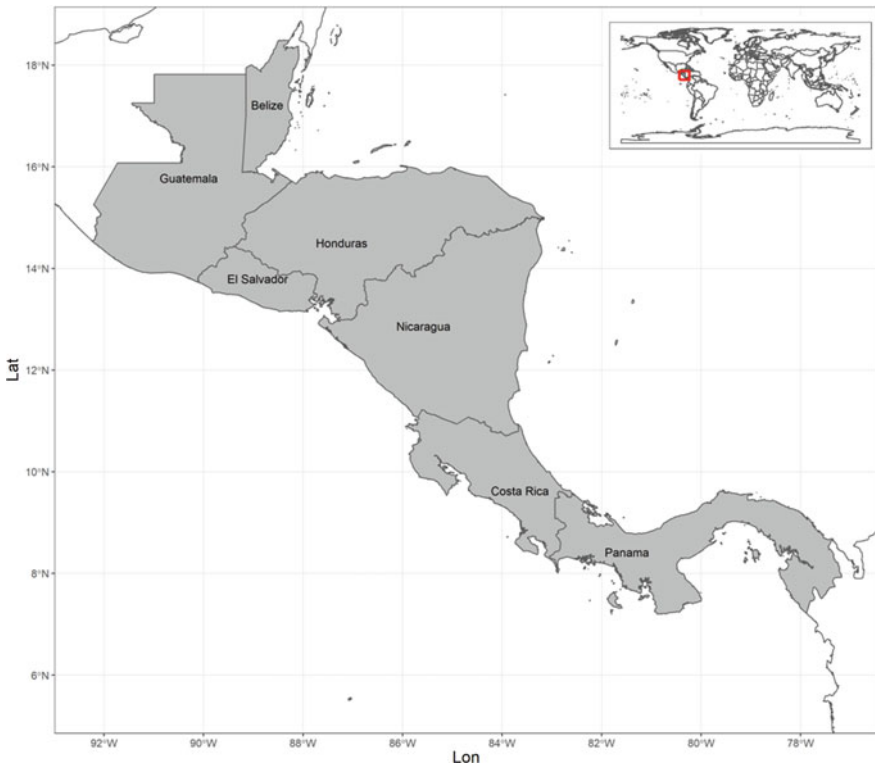 18°N
Belize
16°N
Guatemala
Honduras
14°N
El Salvador
Nicaragua
Lat
12°N
10°N
Costa Rica
Panama
8°N
6°N
92°W 90°W 88°W 86°W 84°W 82°W 80°W 78°W
Lon